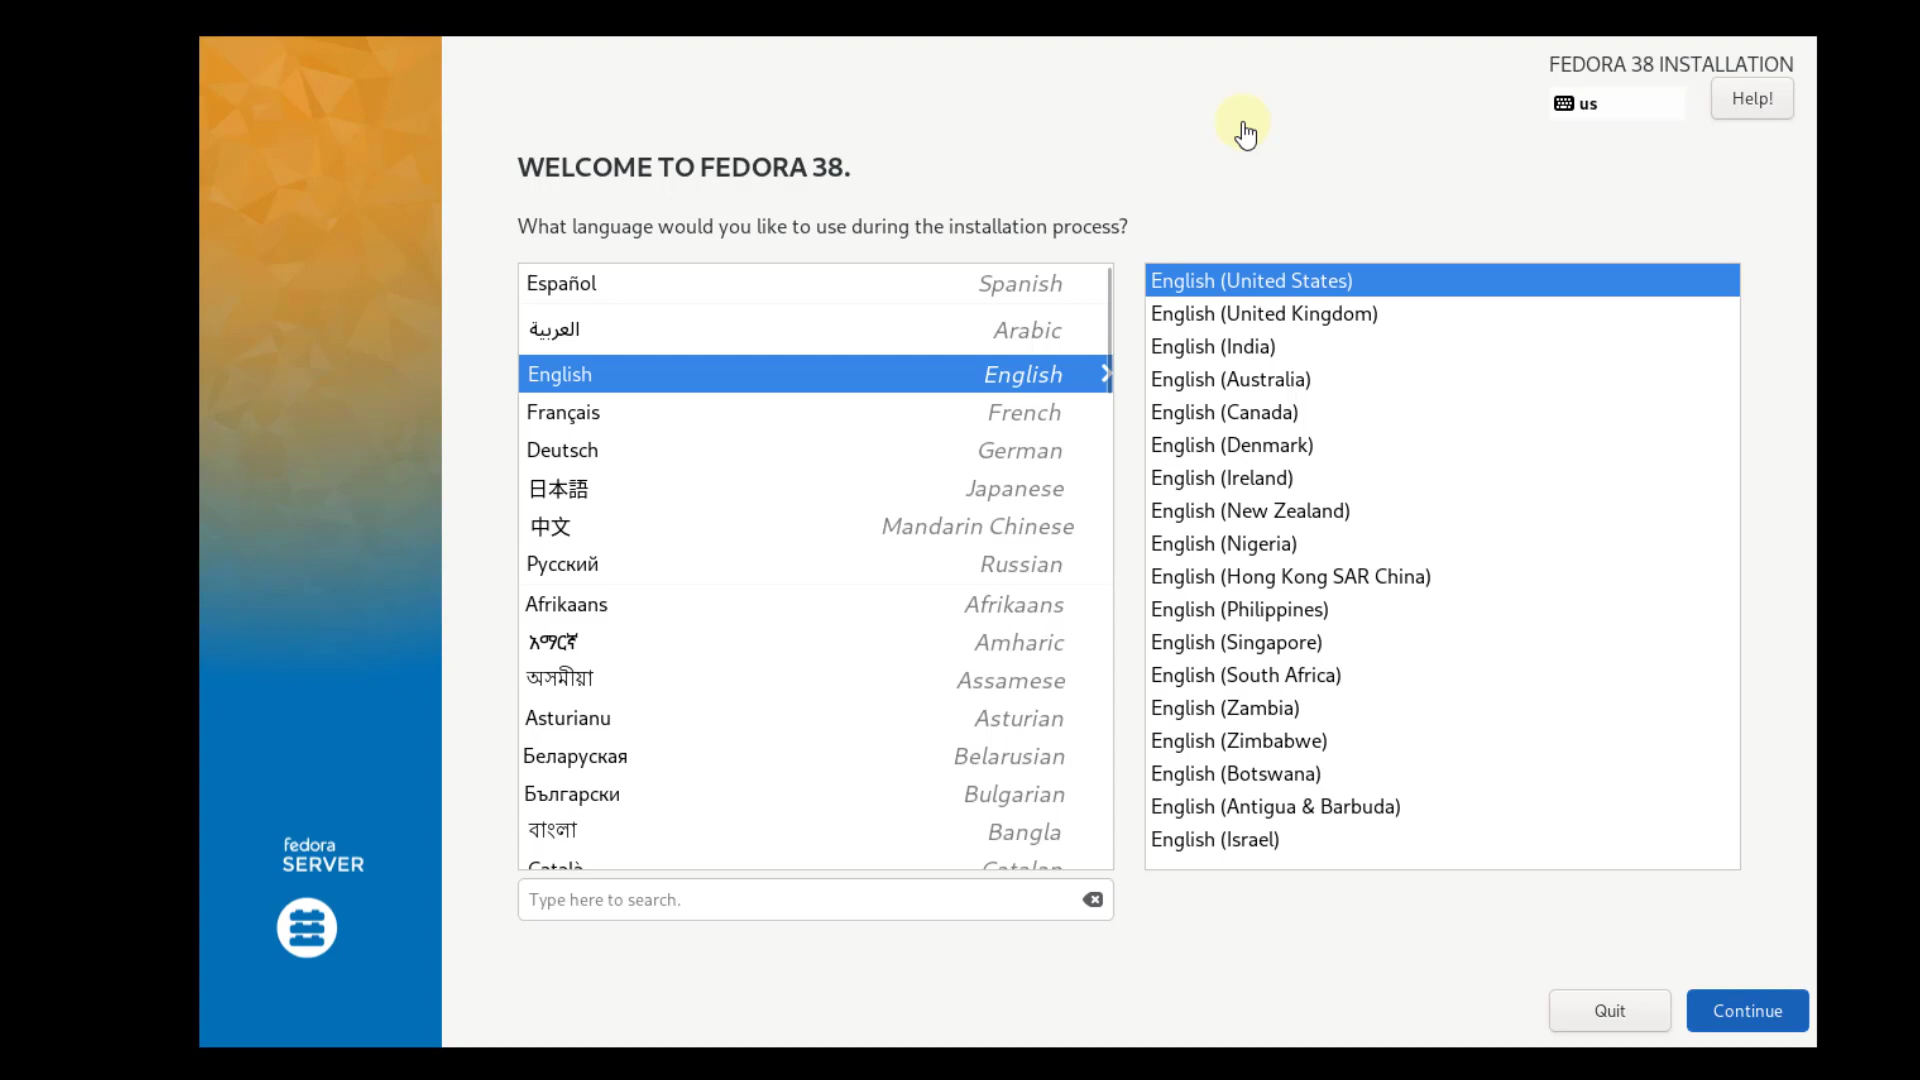 FEDORA 38 INSTALLATION
us
Help!
WELCOME TO FEDORA 38.
What language would you like to use during the installation process?
Español Spanish
العربية Arabic
English English
Français French
Deutsch German
日本語 Japanese
中文 Mandarin Chinese
Русский Russian
Afrikaans Afrikaans
አማርኛ Amharic
অসমীয়া Assamese
Asturianu Asturian
Беларуская Belarusian
Български Bulgarian
বাংলা Bangla
Català Catalan
Type here to search.
English (United States)
English (United Kingdom)
English (India)
English (Australia)
English (Canada)
English (Denmark)
English (Ireland)
English (New Zealand)
English (Nigeria)
English (Hong Kong SAR China)
English (Philippines)
English (Singapore)
English (South Africa)
English (Zambia)
English (Zimbabwe)
English (Botswana)
English (Antigua & Barbuda)
English (Israel)
fedora
SERVER
Quit
Continue